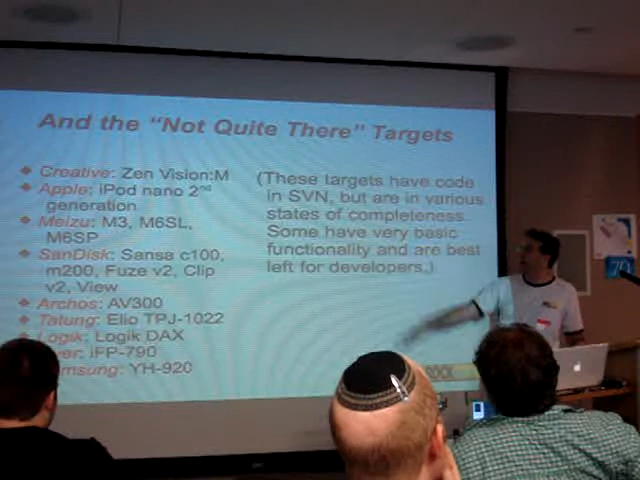 And the "Not Quite There" Targets
Creative: Zen Vision:M
Apple: iPod nano 2nd
generation
Meizu: M3, M6SL,
M6SP
SanDisk: Sansa c100,
m200, Fuze v2, Clip
v2, View
Archos: AV300
Tatung: Elio TPJ-1022
Logik: Logik DAX
iFP-790
YH-920
(These targets have code
in SVN, but are in various
states of completeness.
Some have very basic
functionality and are best
left for developers.)